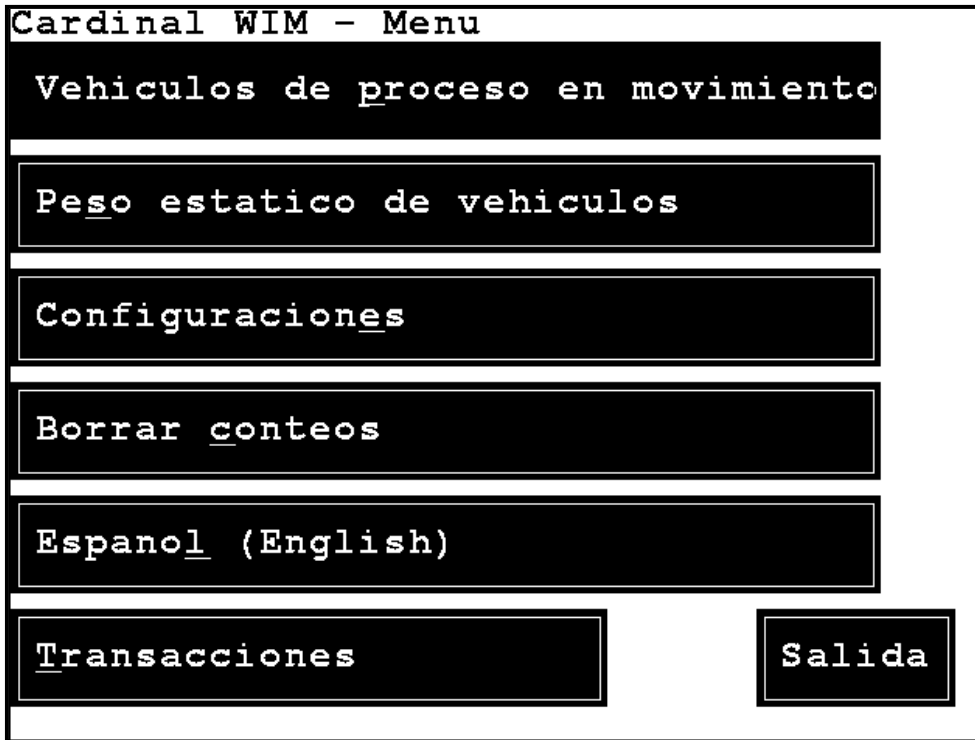 Cardinal WIM - Menu
Vehiculos de proceso en movimiento
Peso estatico de vehiculos
Configuraciones
Borrar conteos
Espanol (English)
Transacciones
Salida